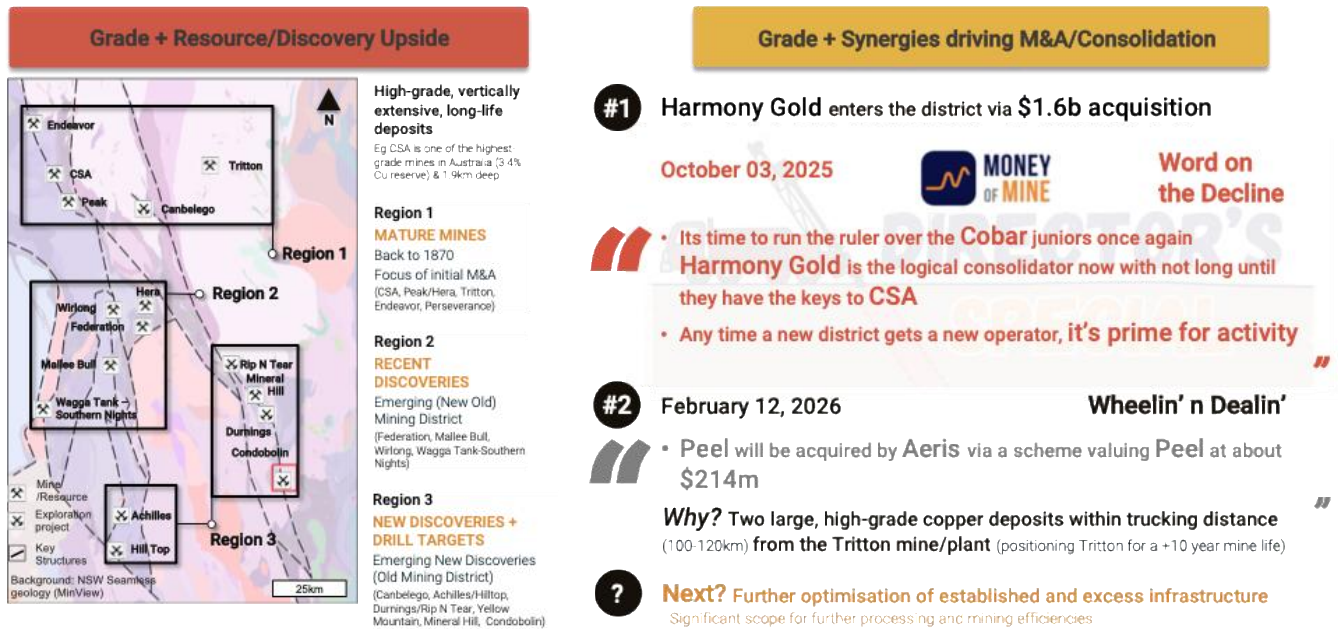 Grade + Resource/Discovery Upside
N
Endeavor
CSA
Peak
Tritton
Canbelego
Region 1
Hera
Region 2
Wirlong
Federation
Mallee Bull
Wagga Tank –
Southern Nights
Rip N Tear
Mineral
Hill
Durnings
Condobolin
Mine
/Resource
Exploration
project
Key
Structures
Achilles
Hill Top
Region 3
Background: NSW Seamless
geology (MinView)
25km
High-grade, vertically
extensive, long-life
deposits
Eg CSA is one of the highest
grade mines in Australia (3.4%
Cu reserve) & 1.9km deep
Region 1
MATURE MINES
Back to 1870
Focus of initial M&A
(CSA, Peak/Hera, Tritton,
Endeavor, Perseverance)
Region 2
RECENT
DISCOVERIES
Emerging (New Old)
Mining District
(Federation, Mallee Bull,
Wirlong, Wagga Tank-Southern
Nights)
Region 3
NEW DISCOVERIES +
DRILL TARGETS
Emerging New Discoveries
(Old Mining District)
(Canbelego, Achilles/Hilltop,
Durnings/Rip N Tear, Yellow
Mountain, Mineral Hill, Condobolin)
Grade + Synergies driving M&A/Consolidation
#1 Harmony Gold enters the district via $1.6b acquisition
October 03, 2025
MONEY
OF MINE
Word on
the Decline
DIRECTOR'S
SPECIAL
“
• Its time to run the ruler over the Cobar juniors once again
Harmony Gold is the logical consolidator now with not long until
they have the keys to CSA
• Any time a new district gets a new operator, it's prime for activity
”
#2 February 12, 2026 Wheelin' n Dealin'
“
• Peel will be acquired by Aeris via a scheme valuing Peel at about
$214m
”
Why? Two large, high-grade copper deposits within trucking distance
(100-120km) from the Tritton mine/plant (positioning Tritton for a +10 year mine life)
? Next? Further optimisation of established and excess infrastructure
Significant scope for further processing and mining efficiencies